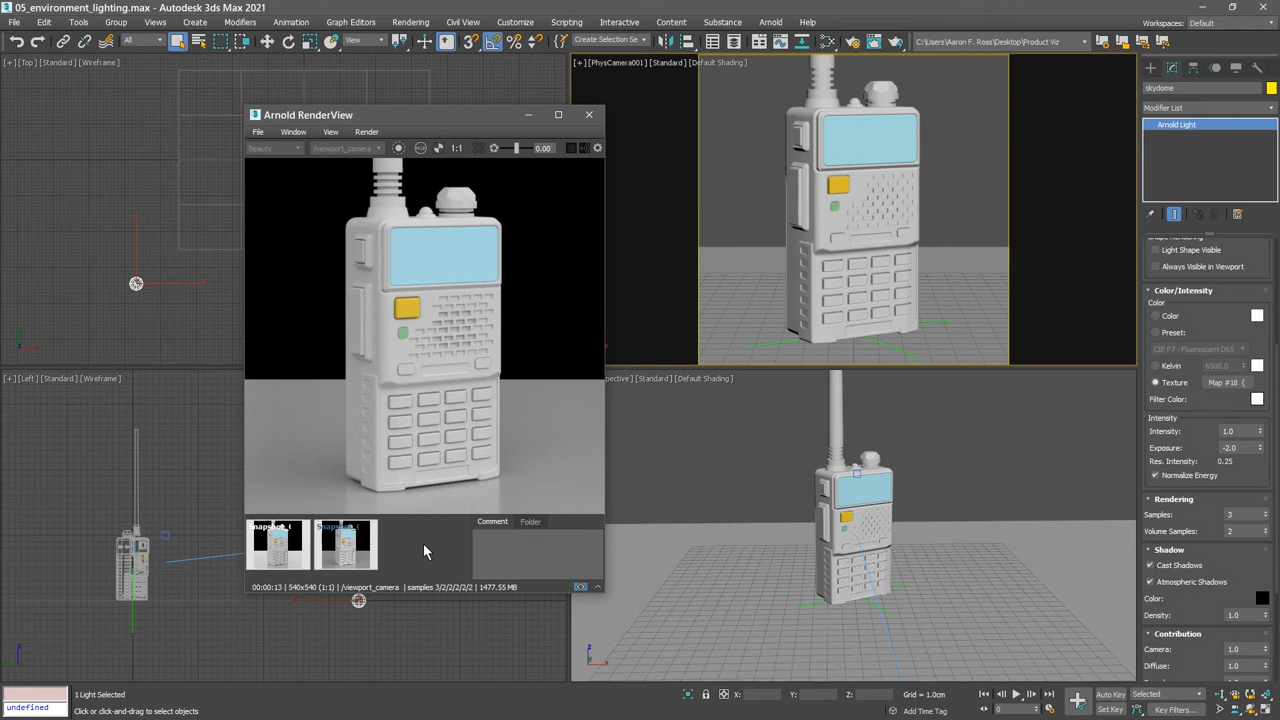 05_environment_lighting.max - Autodesk 3ds Max 2021
File Edit Tools Group Views Create Modifiers Animation Graph Editors Rendering Civil View Customize Scripting Interactive Content Substance Arnold Help
Workspaces: Default
All View Create Selection Se C:\Users\Aaron F. Ross\Desktop\Product Viz
[+] [Top] [Standard] [Wireframe]
[+] [PhysCamera001] [Standard] [Default Shading]
skydome
Modifier List
Arnold Light
Arnold RenderView
File Window View Render
Beauty /viewport_camera 1:1 0.00
Light Shape Visible
Always Visible in Viewport
Color/Intensity
Color
Color
Preset:
CIE F7 - Fluorescent D65
Kelvin 6500.0
Texture Map #18 (
Filter Color:
Intensity
Intensity: 1.0
Exposure: -2.0
Res. Intensity: 0.25
Normalize Energy
[+] [Left] [Standard] [Wireframe]
[Standard] [Default Shading]
Rendering
Samples: 3
Volume Samples: 2
Comment Folder
Shadow
Cast Shadows
Atmospheric Shadows
Color:
Density: 1.0
00:00:13 | 540x540 (1:1) | /viewport_camera | samples 3/2/2/2/2/2 | 1477.55 MB
Contribution
Camera: 1.0
Diffuse: 1.0
undefined
1 Light Selected
Click or click-and-drag to select objects
X: Y: Z: Grid = 1.0cm
Add Time Tag
0
Auto Key Selected
Set Key Key Filters...